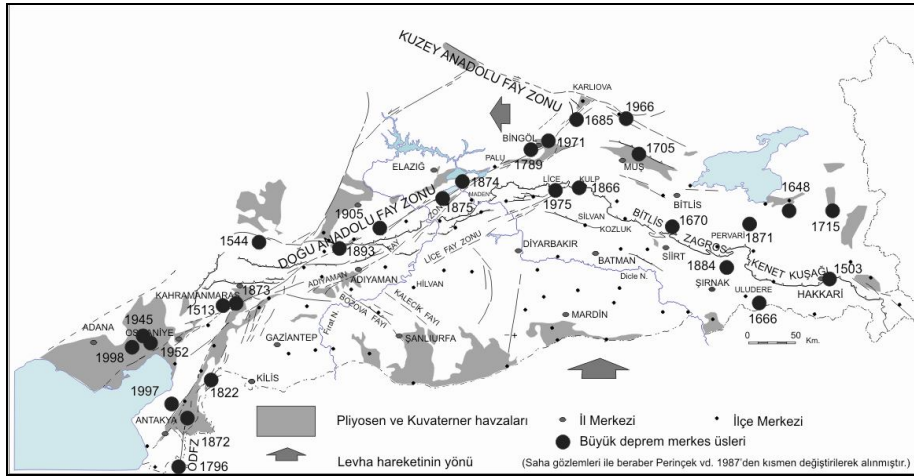 KUZEY ANADOLU FAY ZONU
KARLIOVA
1966
1685
BİNGÖL
1971
1789
1705
MUŞ
PALU
ELAZIĞ
1874
MADEN
LİCE
KULP
1866
1975
1875
BİTLİS
1648
1905
DOĞU ANADOLU FAY ZONU
SİLVAN
KOZLUK
1670
PERVARİ
1871
1715
1544
1893
FAY
ZONU
LİCE FAY ZONU
DİYARBAKIR
BATMAN
SİİRT
BİTLİS ZAGROS KENET KUŞAĞI
1503
ADIYAMAN
ADIYAMAN
HİLVAN
Dicle N.
1884
ŞIRNAK
ULUDERE
HAKKARİ
KAHRAMANMARAŞ
1873
1513
BOZOVA FAYI
KALECİK FAYI
Fırat N.
MARDİN
1666
0
50
Km.
ADANA
1945
OSMANİYE
1998
1952
GAZİANTEP
ŞANLIURFA
1997
1822
KİLİS
ANTAKYA
1872
ÖDFZ
1796
Pliyosen ve Kuvaterner havzaları
İl Merkezi
İlçe Merkezi
Büyük deprem merkes üsleri
Levha hareketinin yönü
(Saha gözlemleri ile beraber Perinçek vd. 1987'den kısmen değiştirilerek alınmıştır.)